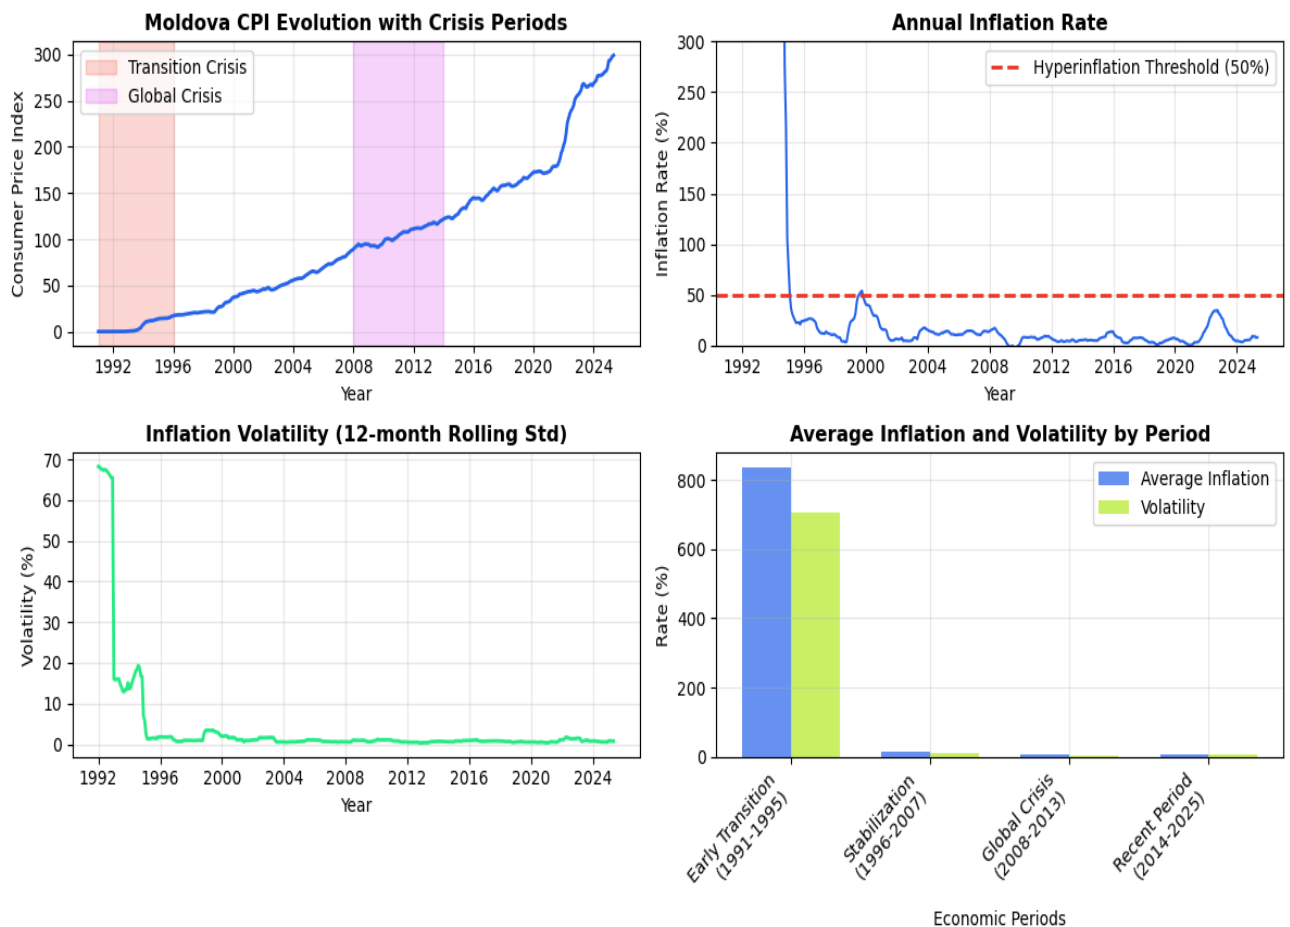 Moldova CPI Evolution with Crisis Periods
Consumer Price Index
300
250
200
150
100
50
0
Transition Crisis
Global Crisis
1992 1996 2000 2004 2008 2012 2016 2020 2024
Year
Annual Inflation Rate
Inflation Rate (%)
300
250
200
150
100
50
0
Hyperinflation Threshold (50%)
1992 1996 2000 2004 2008 2012 2016 2020 2024
Year
Inflation Volatility (12-month Rolling Std)
Volatility (%)
70
60
50
40
30
20
10
0
1992 1996 2000 2004 2008 2012 2016 2020 2024
Year
Average Inflation and Volatility by Period
Rate (%)
800
600
400
200
0
Average Inflation
Volatility
Early Transition
(1991-1995)
Stabilization
(1996-2007)
Global Crisis
(2008-2013)
Recent Period
(2014-2025)
Economic Periods